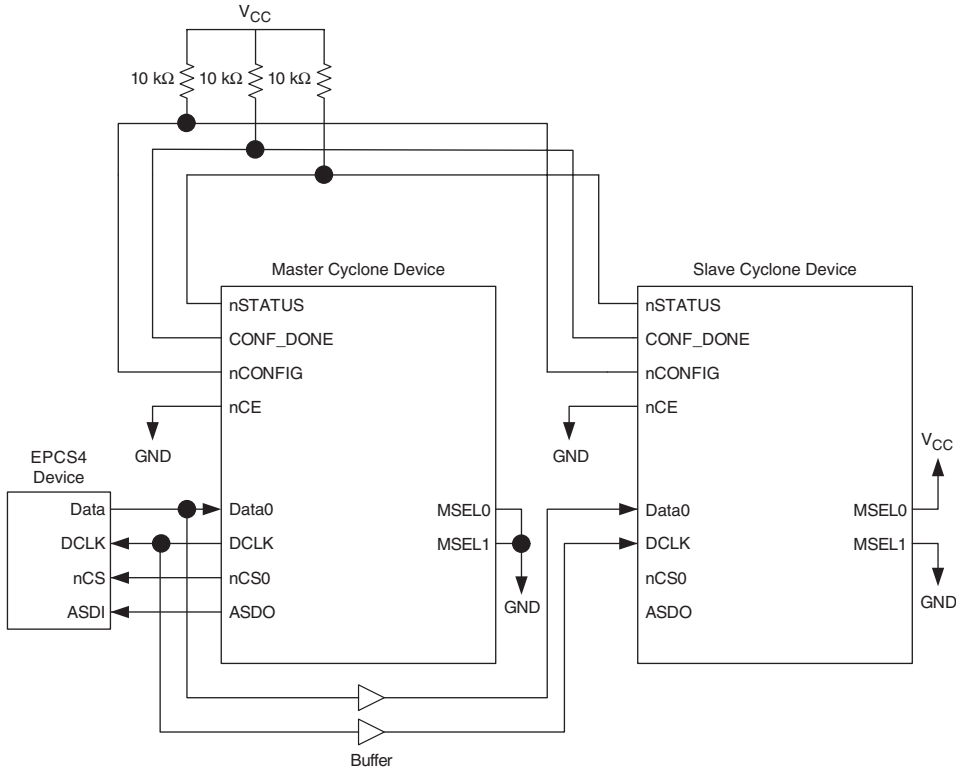 VCC
10 kΩ 10 kΩ 10 kΩ
Master Cyclone Device
nSTATUS
CONF_DONE
nCONFIG
nCE
GND
EPCS4
Device
Data
DCLK
nCS
ASDI
Data0
DCLK
nCS0
ASDO
MSEL0
MSEL1
GND
Slave Cyclone Device
nSTATUS
CONF_DONE
nCONFIG
nCE
GND
Data0
DCLK
nCS0
ASDO
VCC
MSEL0
MSEL1
GND
Buffer